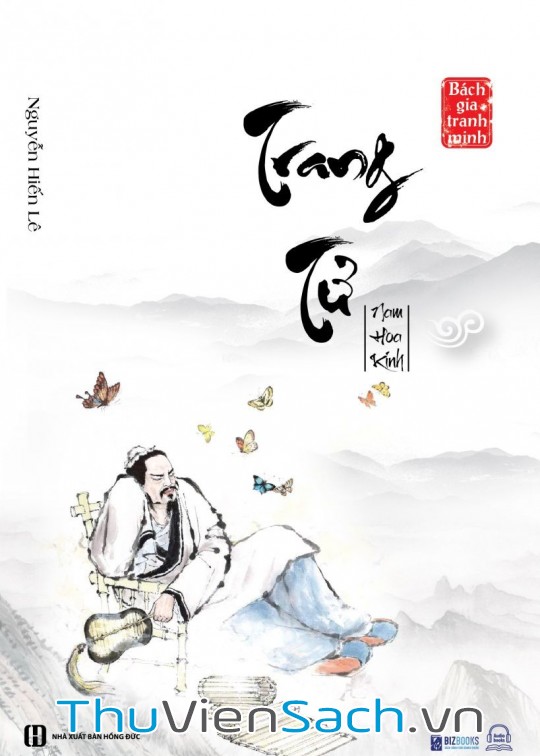 Bách
gia
tranh
minh
Nguyễn Hiến Lê
Trang
Tử
Nam
Hoa
Kinh
ThuVienSach.vn
NHÀ XUẤT BẢN HỒNG ĐỨC
BIZBOOKS